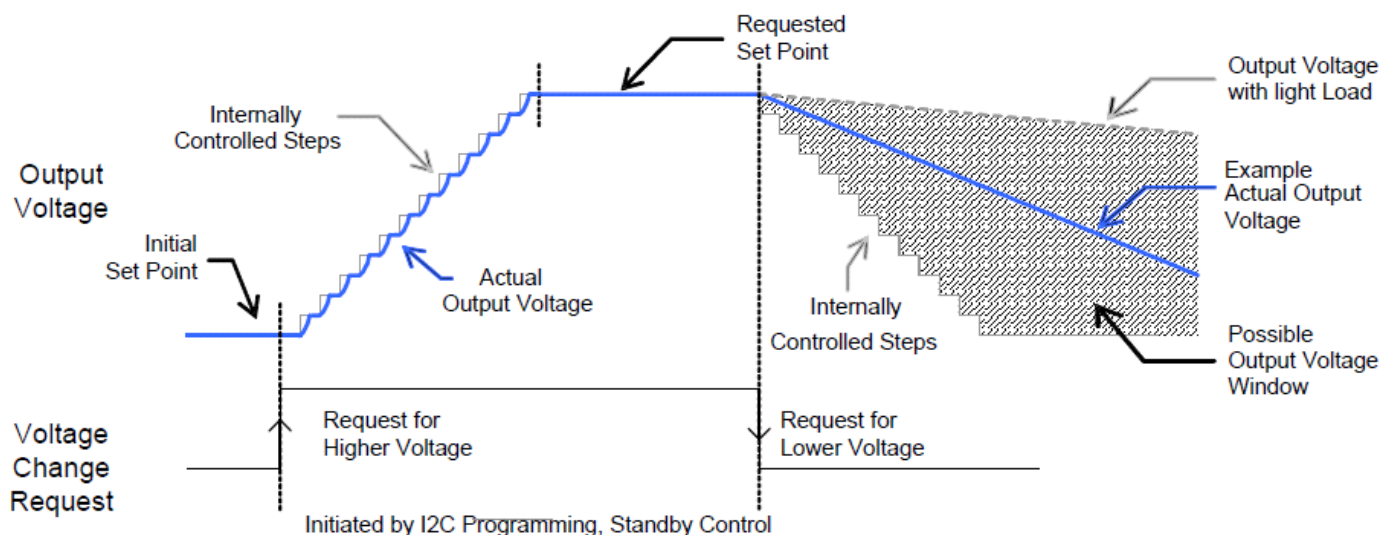 Requested
Set Point
Output Voltage
with light Load
Internally
Controlled Steps
Output
Voltage
Example
Actual Output
Voltage
Initial
Set Point
Actual
Output Voltage
Internally
Controlled Steps
Possible
Output Voltage
Window
Voltage
Change
Request
Request for
Higher Voltage
Request for
Lower Voltage
Initiated by I2C Programming, Standby Control